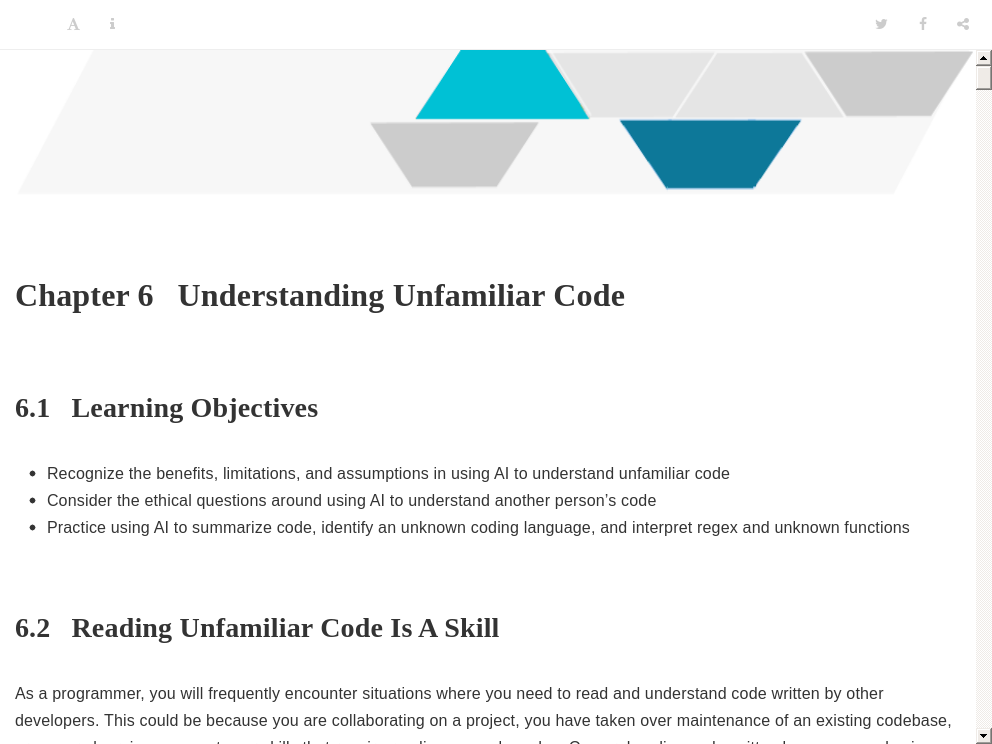 Chapter 6 Understanding Unfamiliar Code
6.1 Learning Objectives
Recognize the benefits, limitations, and assumptions in using AI to understand unfamiliar code
Consider the ethical questions around using AI to understand another person’s code
Practice using AI to summarize code, identify an unknown coding language, and interpret regex and unknown functions
6.2 Reading Unfamiliar Code Is A Skill
As a programmer, you will frequently encounter situations where you need to read and understand code written by other
developers. This could be because you are collaborating on a project, you have taken over maintenance of an existing codebase,